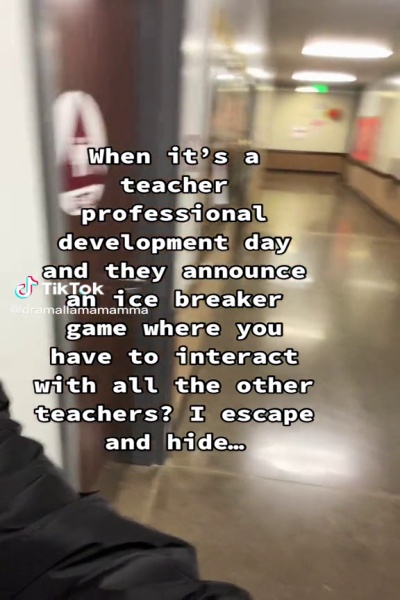 When it’s a
teacher
professional
development day
and they announce
an ice breaker
game where you
have to interact
with all the other
teachers? I escape
and hide…
TikTok
@dramallamamamma